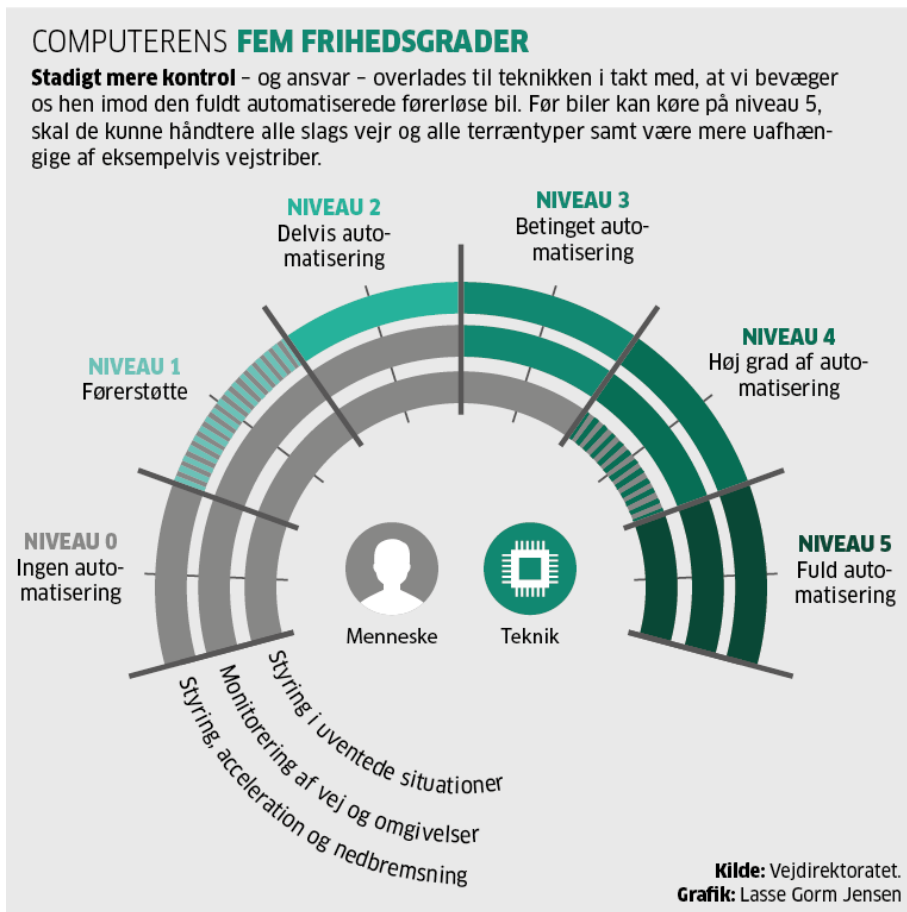 COMPUTERENS FEM FRIHEDSGRADER
Stadigt mere kontrol – og ansvar – overlades til teknikken i takt med, at vi bevæger
os hen imod den fuldt automatiserede førerløse bil. Før biler kan køre på niveau 5,
skal de kunne håndtere alle slags vejr og alle terræntyper samt være mere uafhæn-
gige af eksempelvis vejstriber.
NIVEAU 0
Ingen auto-
matisering
NIVEAU 1
Førerstøtte
NIVEAU 2
Delvis auto-
matisering
NIVEAU 3
Betinget auto-
matisering
NIVEAU 4
Høj grad af auto-
matisering
NIVEAU 5
Fuld auto-
matisering
Menneske
Teknik
Styring i uventede situationer
Monitorering af vej og omgivelser
Styring, acceleration og nedbremsning
Kilde: Vejdirektoratet.
Grafik: Lasse Gorm Jensen